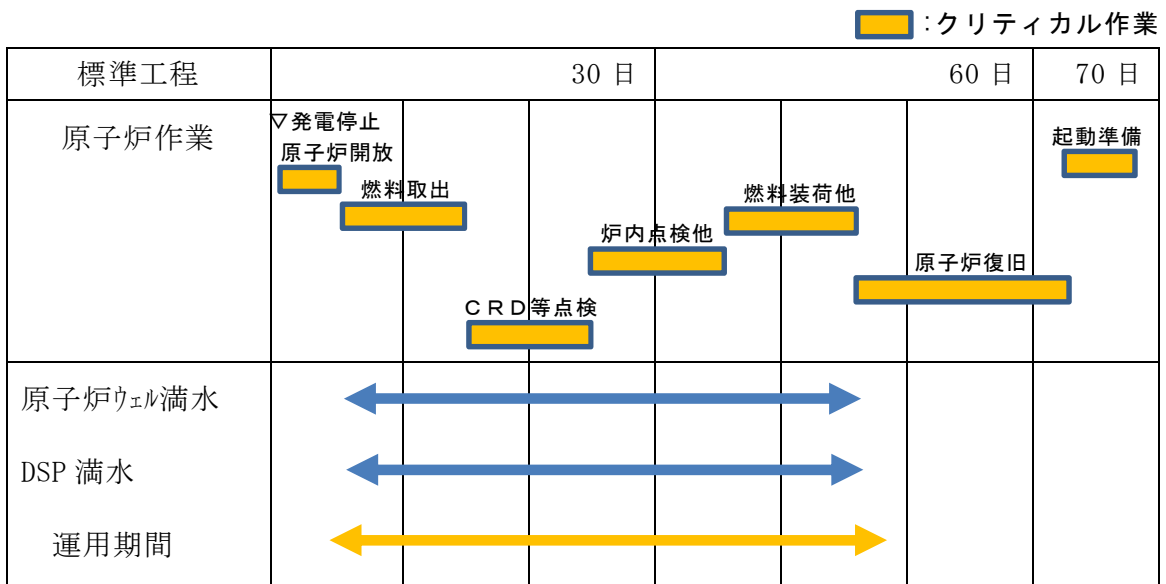 :クリティカル作業
標準工程
30 日
60 日
70 日
原子炉作業
▽発電停止
原子炉開放
起動準備
燃料取出
燃料装荷他
炉内点検他
原子炉復旧
CRD等点検
原子炉ウェル満水
DSP 満水
運用期間